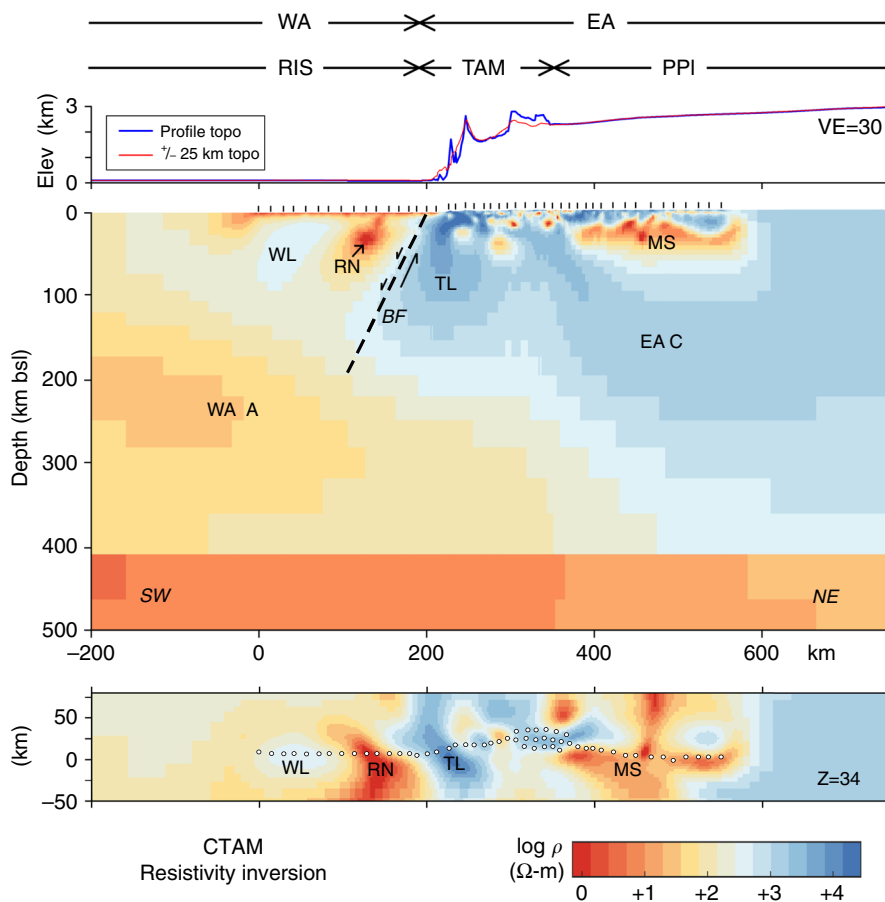 WA EA
RIS TAM PPI
Elev (km)
3
0
Profile topo
+/– 25 km topo
VE=30
Depth (km bsl)
0
100
200
300
400
500
WL
RN
BF
TL
MS
EA C
WA A
SW
NE
–200 0 200 400 600 km
(km)
50
0
–50
WL RN TL MS
Z=34
CTAM
Resistivity inversion
log ρ
(Ω-m)
0 +1 +2 +3 +4